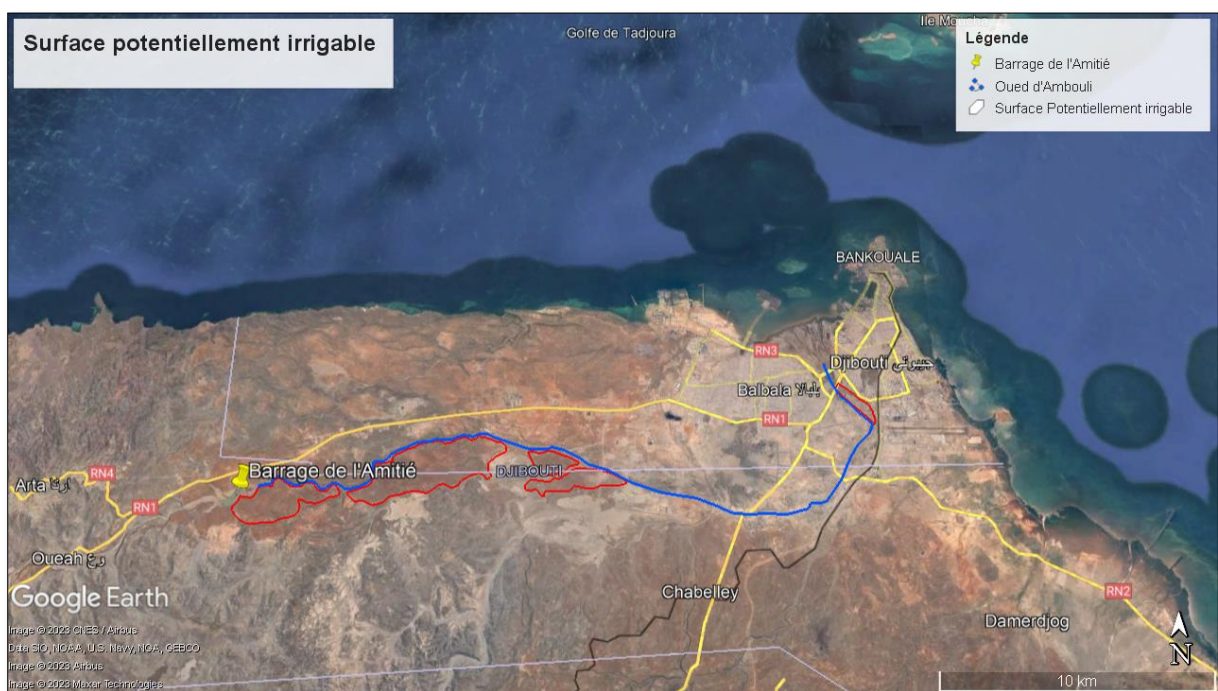 Surface potentiellement irrigable
Golfe de Tadjoura
Légende
Barrage de l'Amitié
Oued d'Ambouli
Surface Potentiellement irrigable
BANKOUALE
RN3
Djibouti جيبوتي
Balbala بلبالا
RN1
Barrage de l'Amitié
DJIBOUTI
RN4
Arta
RN1
Oueah
Chabelley
RN2
Damerdjog
Google Earth
Image © 2023 CNES / Airbus
Data SIO, NOAA, U.S. Navy, NGA, GEBCO
Image © 2023 Airbus
Image © 2023 Maxar Technologies
N
10 km